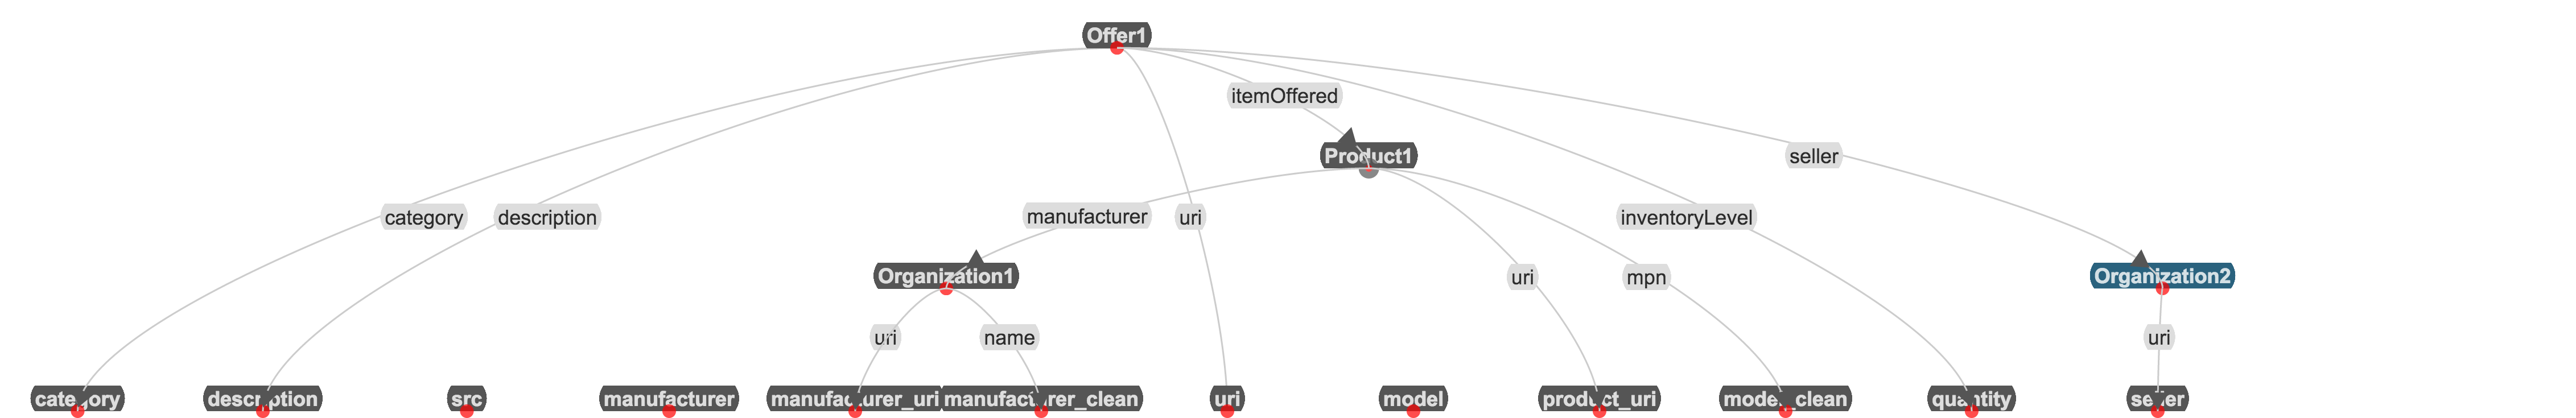 Offer1
itemOffered
Product1
seller
category
description
manufacturer
uri
inventoryLevel
Organization1
uri
mpn
Organization2
uri
name
uri
category
description
src
manufacturer
manufacturer_uri
manufacturer_clean
uri
model
product_uri
model_clean
quantity
seller